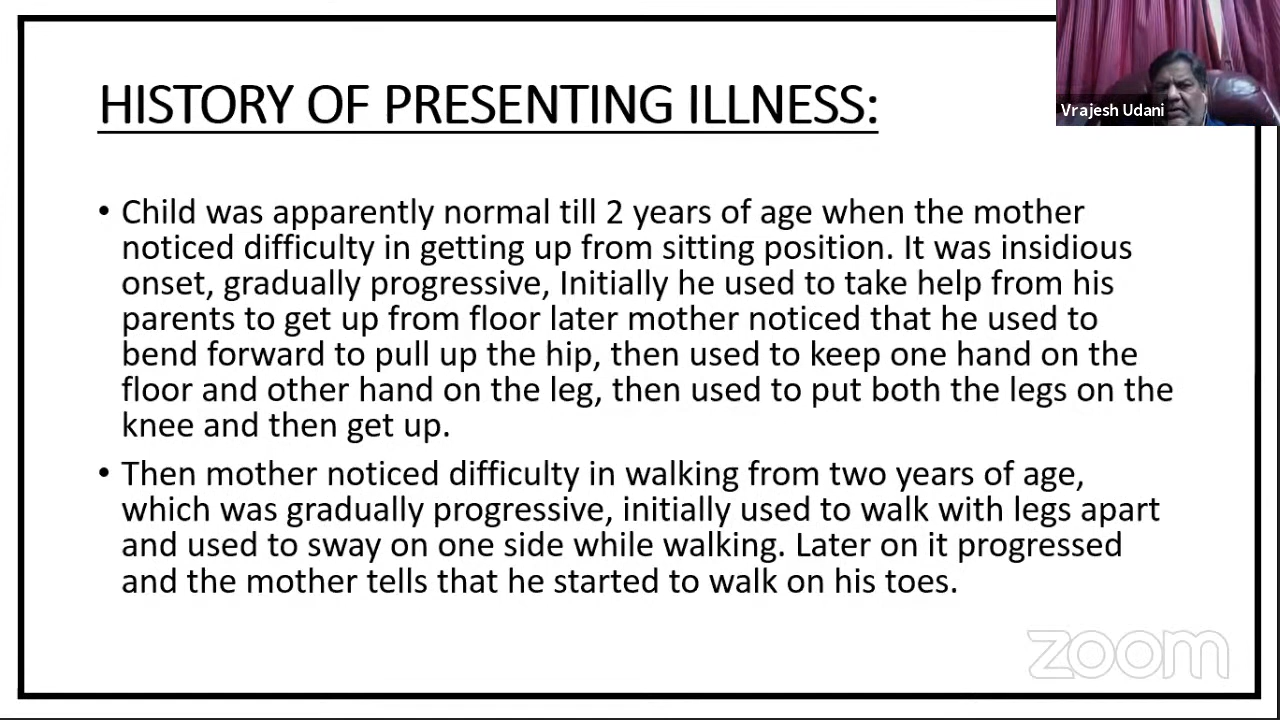 HISTORY OF PRESENTING ILLNESS:
Vrajesh Udani
• Child was apparently normal till 2 years of age when the mother
noticed difficulty in getting up from sitting position. It was insidious
onset, gradually progressive, Initially he used to take help from his
parents to get up from floor later mother noticed that he used to
bend forward to pull up the hip, then used to keep one hand on the
floor and other hand on the leg, then used to put both the legs on the
knee and then get up.
• Then mother noticed difficulty in walking from two years of age,
which was gradually progressive, initially used to walk with legs apart
and used to sway on one side while walking. Later on it progressed
and the mother tells that he started to walk on his toes.
zoom